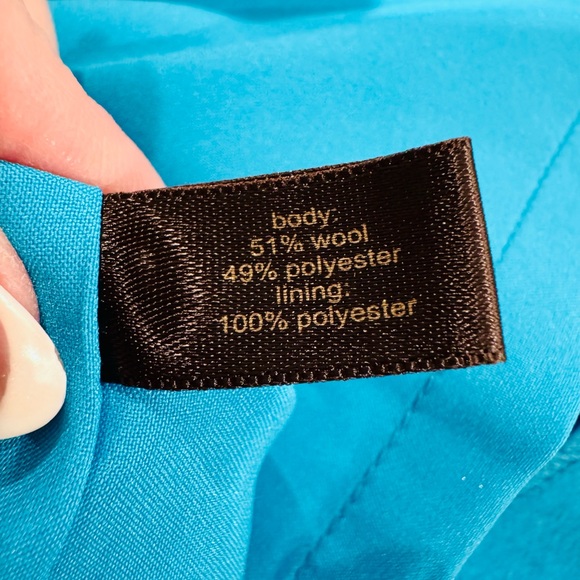 body:
51% wool
49% polyester
lining:
100% polyester